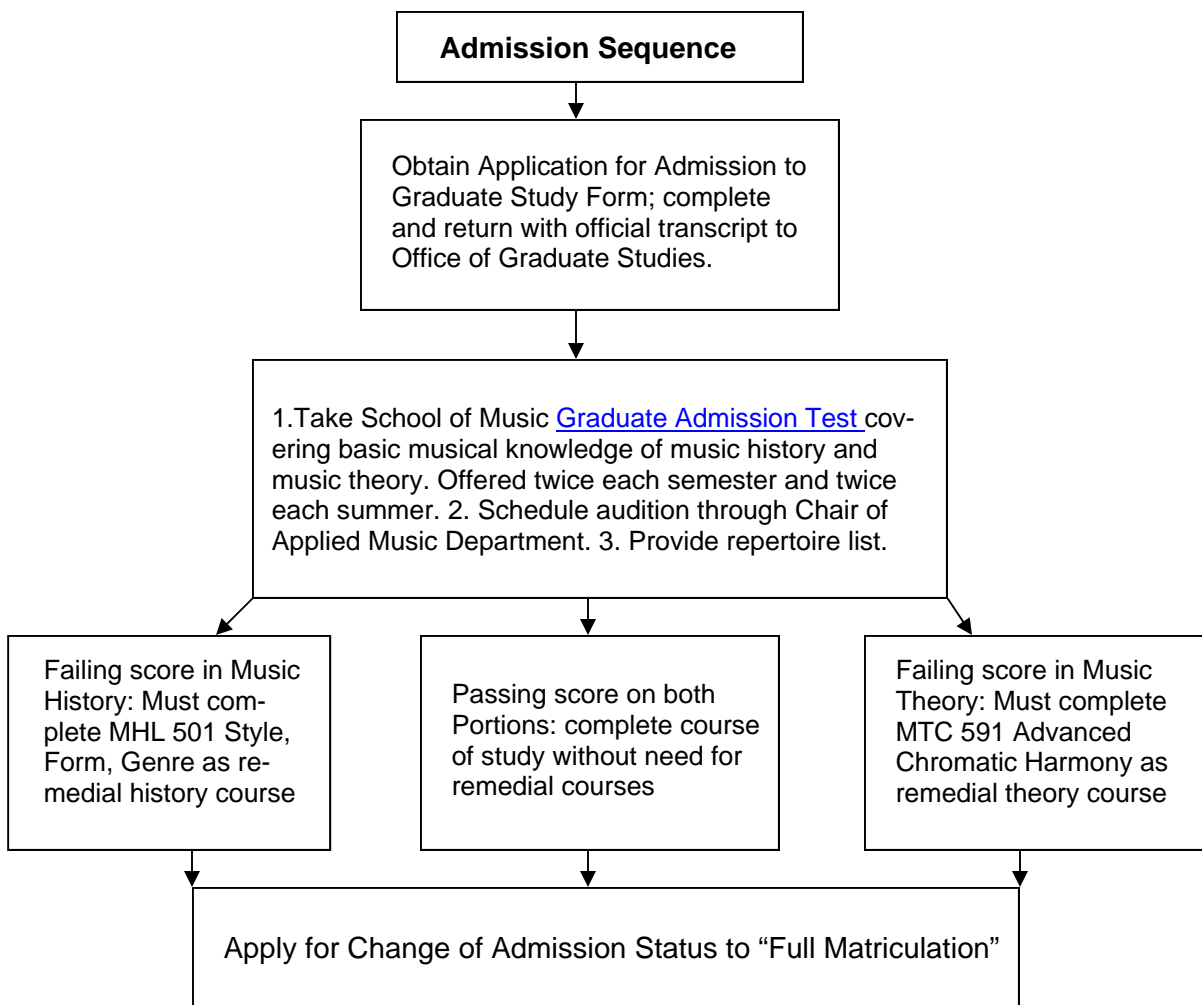 Admission Sequence
Obtain Application for Admission to
Graduate Study Form; complete
and return with official transcript to
Office of Graduate Studies.
1.Take School of Music Graduate Admission Test cov-
ering basic musical knowledge of music history and
music theory. Offered twice each semester and twice
each summer. 2. Schedule audition through Chair of
Applied Music Department. 3. Provide repertoire list.
Failing score in Music
History: Must com-
plete MHL 501 Style,
Form, Genre as re-
medial history course
Passing score on both
Portions: complete course
of study without need for
remedial courses
Failing score in Music
Theory: Must complete
MTC 591 Advanced
Chromatic Harmony as
remedial theory course
Apply for Change of Admission Status to “Full Matriculation”